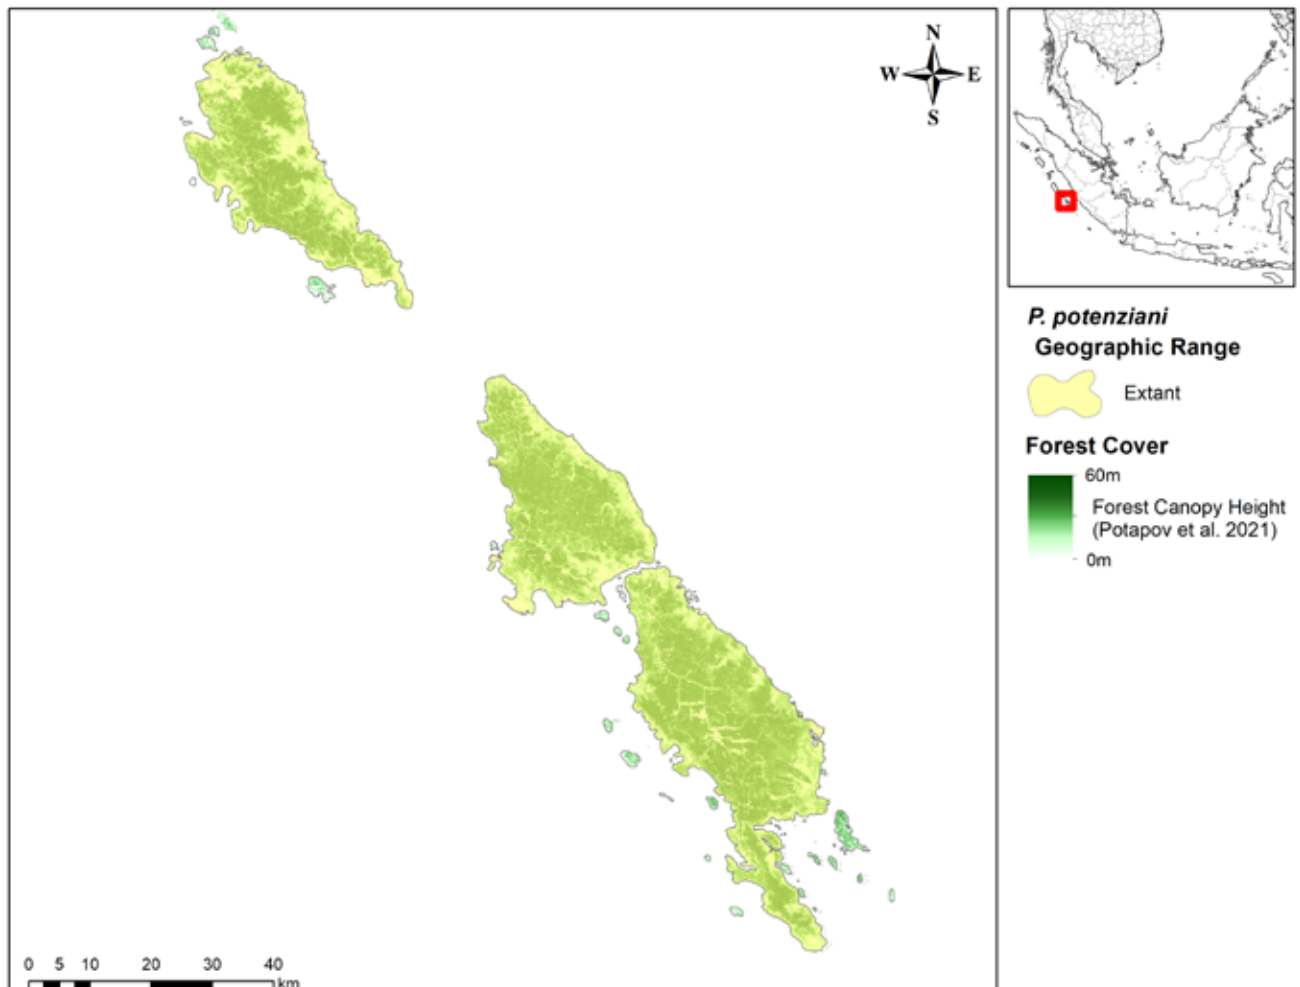 N
W E
S
P. potenziani
Geographic Range
Extant
Forest Cover
60m
Forest Canopy Height
(Potapov et al. 2021)
0m
0 5 10 20 30 40
km